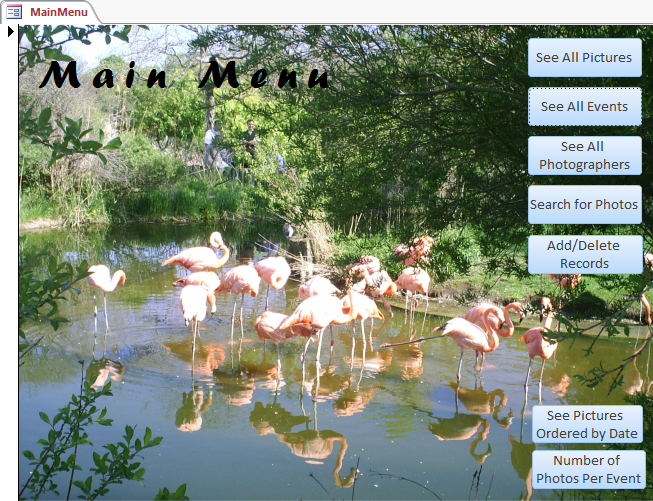 MainMenu
Main Menu
See All Pictures
See All Events
See All
Photographers
Search for Photos
Add/Delete
Records
See Pictures
Ordered by Date
Number of
Photos Per Event